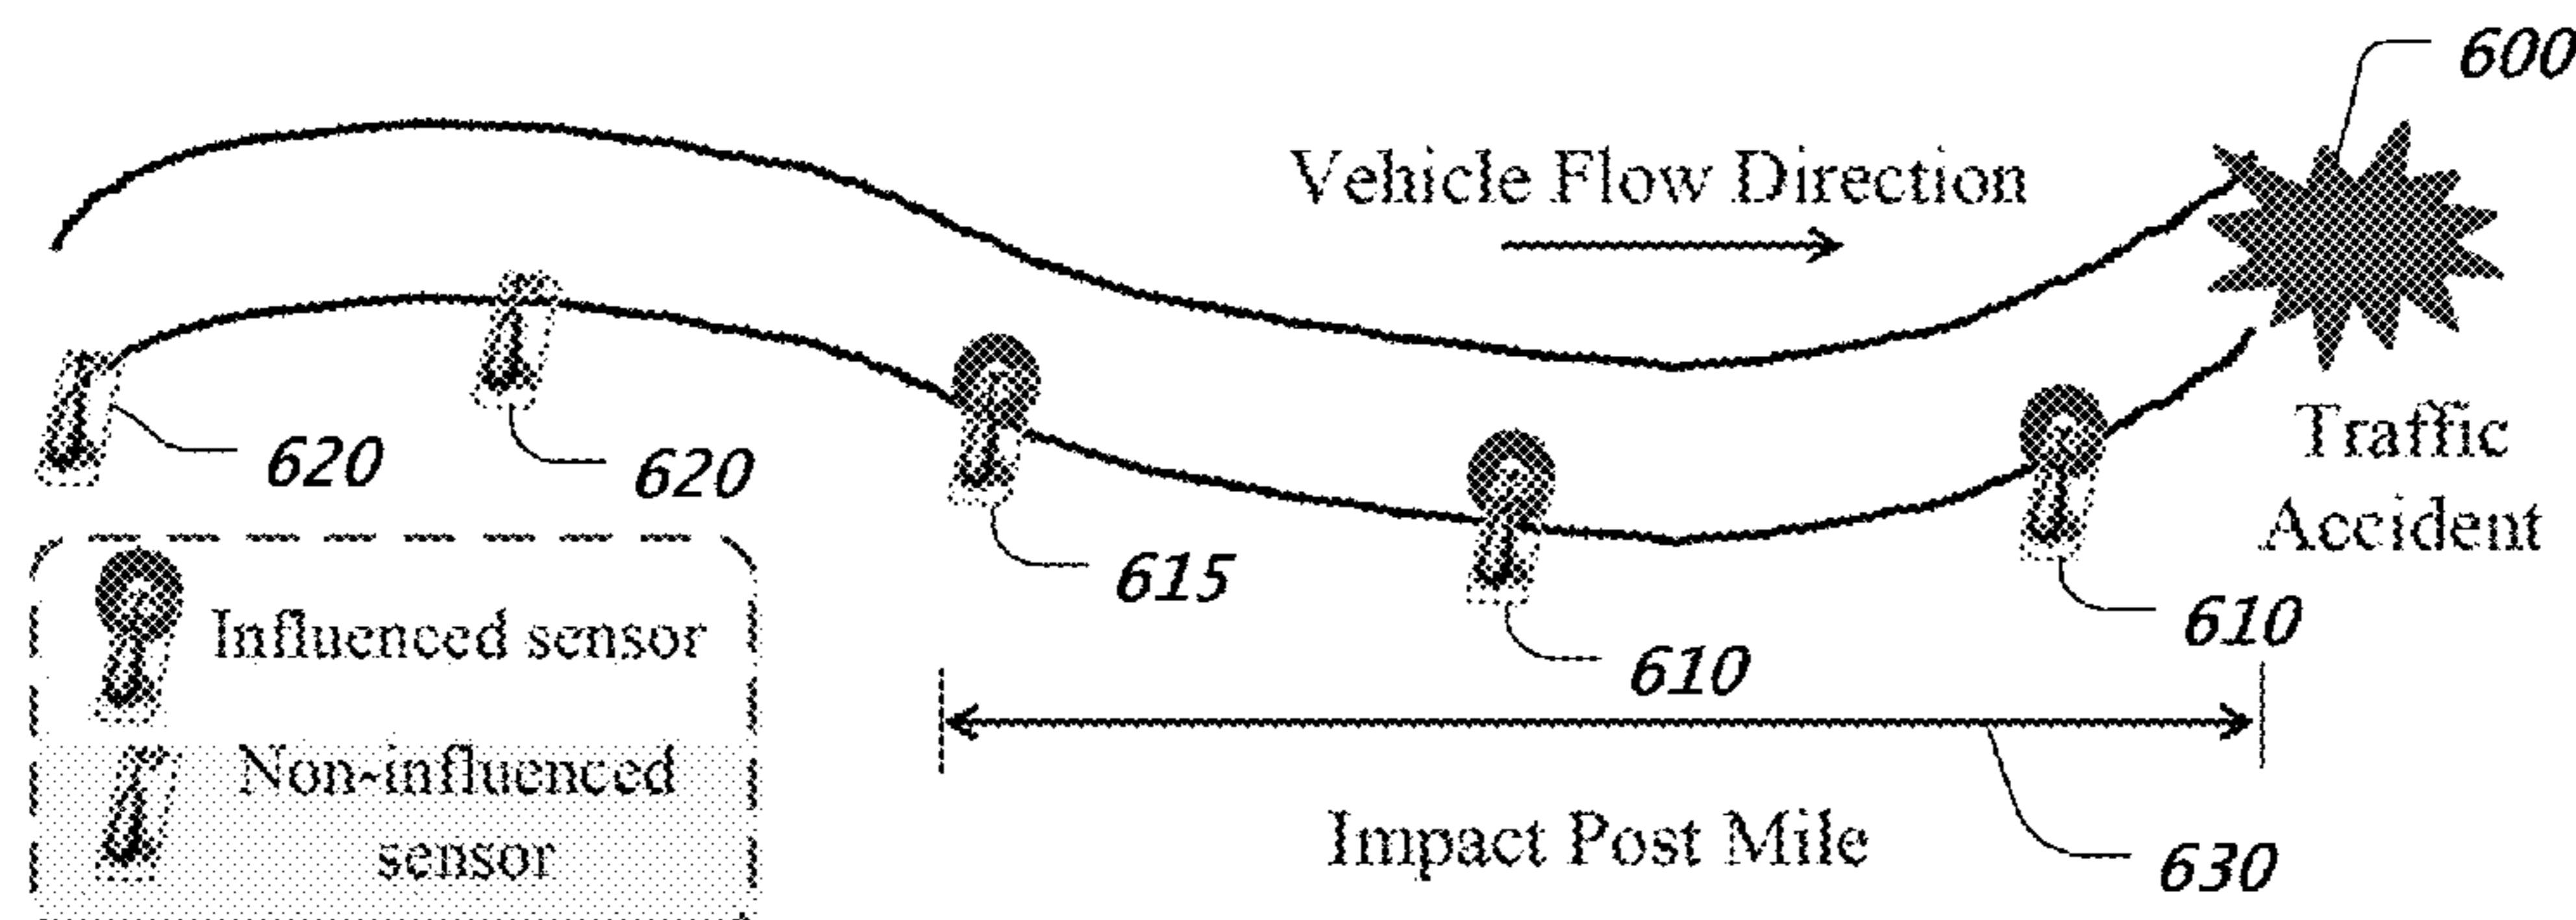 600
Vehicle Flow Direction
Traffic
Accident
620
620
615
610
610
Influenced sensor
Non-influenced
sensor
Impact Post Mile
630